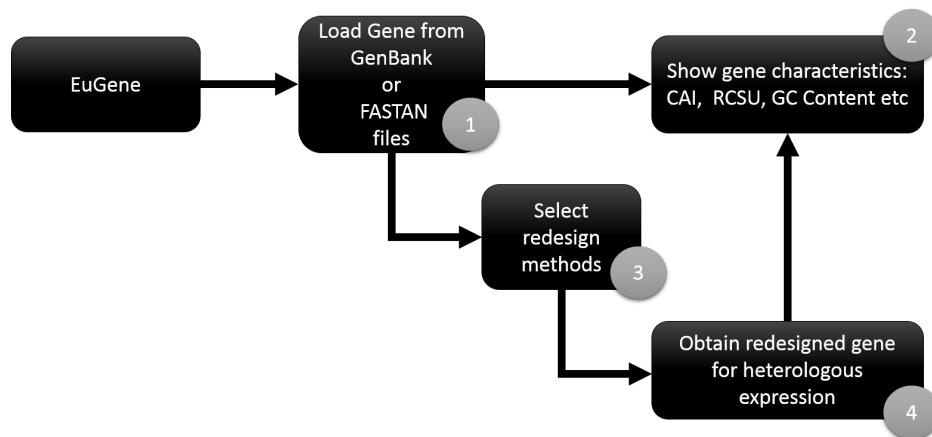 EuGene
Load Gene from
GenBank
or
FASTAN
files
1
Show gene characteristics:
CAI, RCSU, GC Content etc
2
Select
redesign
methods
3
Obtain redesigned gene
for heterologous
expression
4